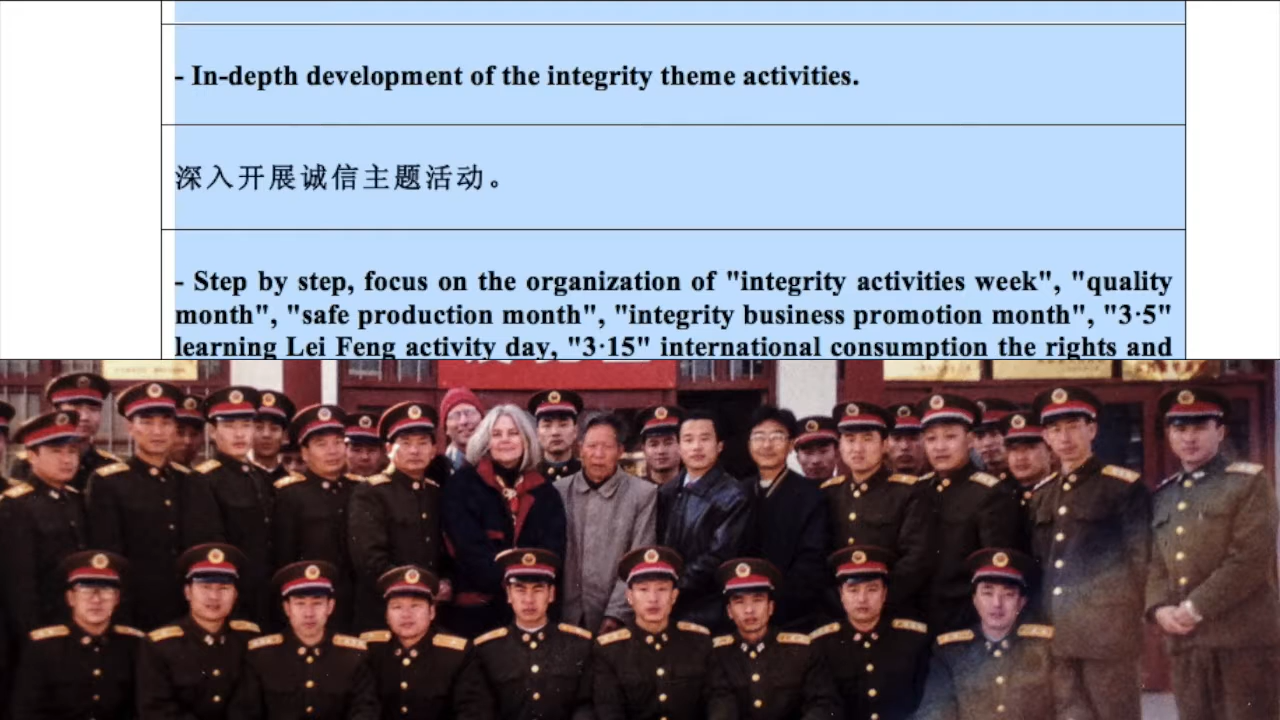 - In-depth development of the integrity theme activities.
深入开展诚信主题活动。
- Step by step, focus on the organization of "integrity activities week", "quality
month", "safe production month", "integrity business promotion month", "3·5"
learning Lei Feng activity day, "3·15" international consumption the rights and